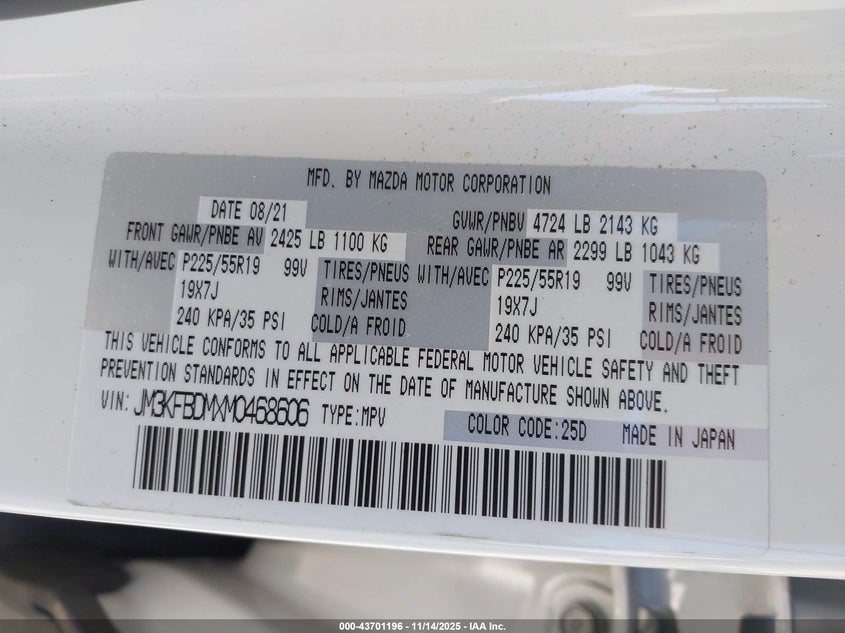 MFD. BY MAZDA MOTOR CORPORATION
DATE 08/21 GVWR/PNBV 4724 LB 2143 KG
FRONT GAWR/PNBE AV 2425 LB 1100 KG REAR GAWR/PNBE AR 2299 LB 1043 KG
WITH/AVEC P225/55R19 99V TIRES/PNEUS WITH/AVEC P225/55R19 99V TIRES/PNEUS
19X7J RIMS/JANTES 19X7J RIMS/JANTES
240 KPA/35 PSI COLD/A FROID 240 KPA/35 PSI COLD/A FROID
THIS VEHICLE CONFORMS TO ALL APPLICABLE FEDERAL MOTOR VEHICLE SAFETY AND THEFT
PREVENTION STANDARDS IN EFFECT ON THE DATE OF MANUFACTURE SHOWN ABOVE.
VIN: JM3KFBDMXM0468606 TYPE:MPV COLOR CODE:25D MADE IN JAPAN
000-43701196 - 11/14/2025 - IAA Inc.